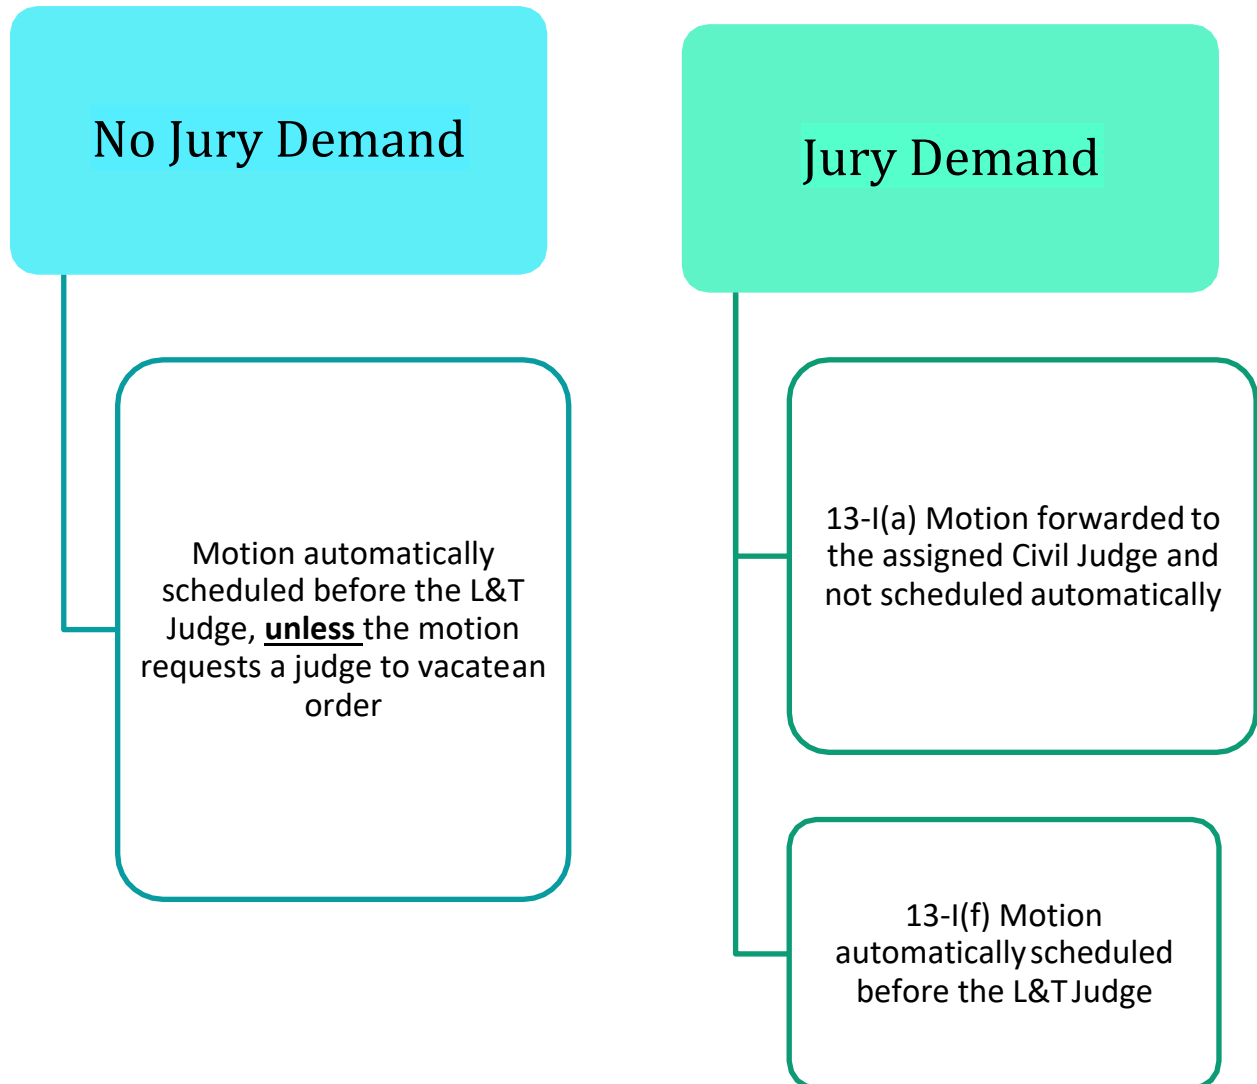 No Jury Demand
Motion automatically
scheduled before the L&T
Judge, unless the motion
requests a judge to vacatean
order
Jury Demand
13-I(a) Motion forwarded to
the assigned Civil Judge and
not scheduled automatically
13-I(f) Motion
automatically scheduled
before the L&T Judge